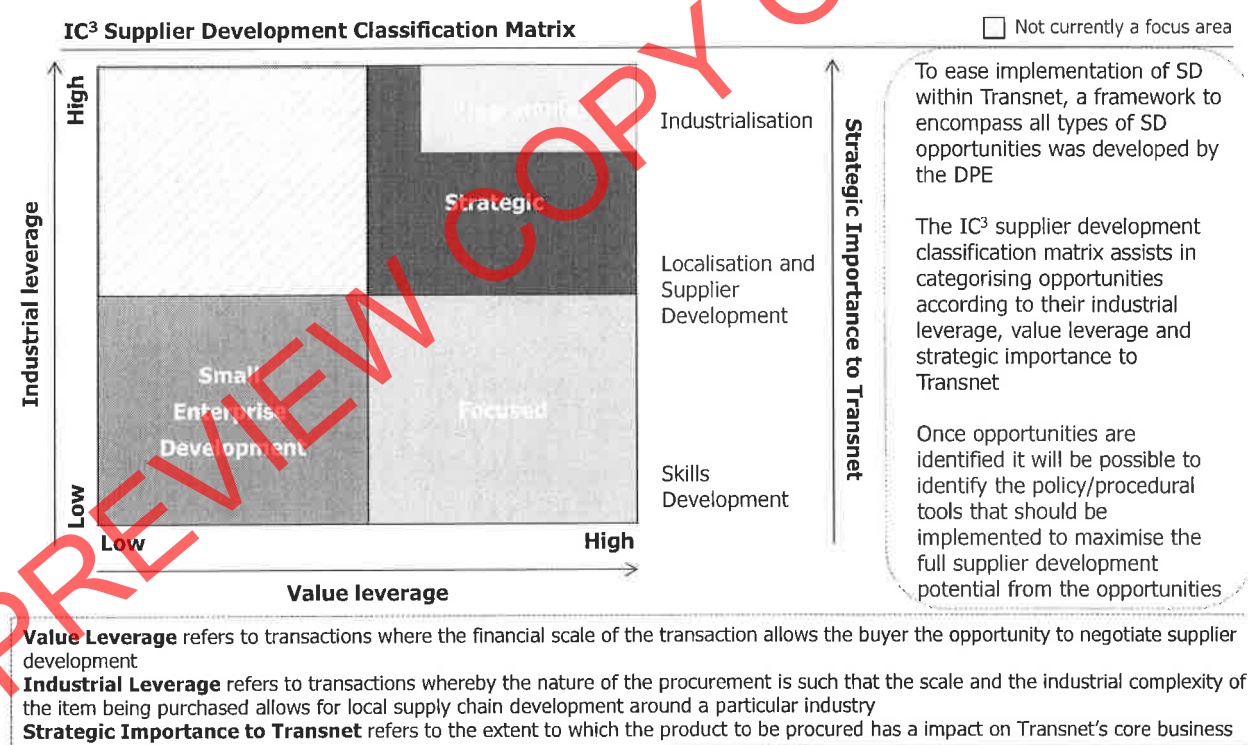 IC³ Supplier Development Classification Matrix
Not currently a focus area
High
Industrial leverage
Low
Strategic
Small
Enterprise
Development
Focused
Low
High
Value leverage
Industrialisation
Localisation and
Supplier
Development
Skills
Development
Strategic Importance to Transnet
To ease implementation of SD
within Transnet, a framework to
encompass all types of SD
opportunities was developed by
the DPE
The IC³ supplier development
classification matrix assists in
categorising opportunities
according to their industrial
leverage, value leverage and
strategic importance to
Transnet
Once opportunities are
identified it will be possible to
identify the policy/procedural
tools that should be
implemented to maximise the
full supplier development
potential from the opportunities
Value Leverage refers to transactions where the financial scale of the transaction allows the buyer the opportunity to negotiate supplier
development
Industrial Leverage refers to transactions whereby the nature of the procurement is such that the scale and the industrial complexity of
the item being purchased allows for local supply chain development around a particular industry
Strategic Importance to Transnet refers to the extent to which the product to be procured has a impact on Transnet's core business
PREVIEW COPY